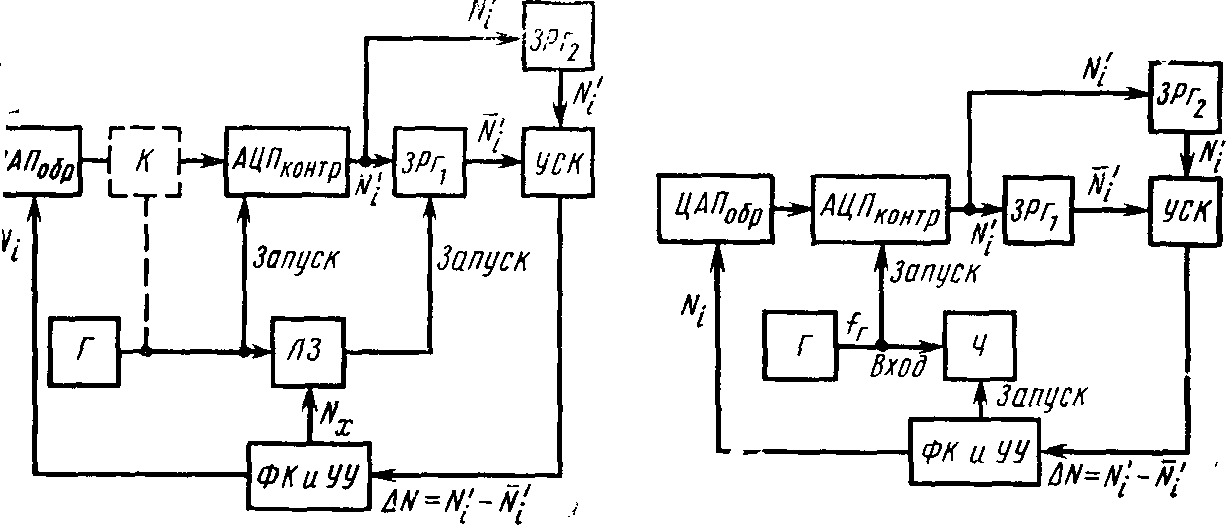 N'ᵢ
ЗРг₂
N'ᵢ
АПобр
К
АЦПконтр
N'ᵢ
ЗРг₁
N̄'ᵢ
УСК
Nᵢ
Запуск
Запуск
Г
ЛЗ
Nₓ
ФК и УУ
ΔN = N'ᵢ − N̄'ᵢ
N'ᵢ
ЗРг₂
N'ᵢ
ЦАПобр
АЦПконтр
N'ᵢ
ЗРг₁
N̄'ᵢ
УСК
Запуск
Nᵢ
Г
fг
Вход
Ч
Запуск
ФК и УУ
ΔN = N'ᵢ − N̄'ᵢ